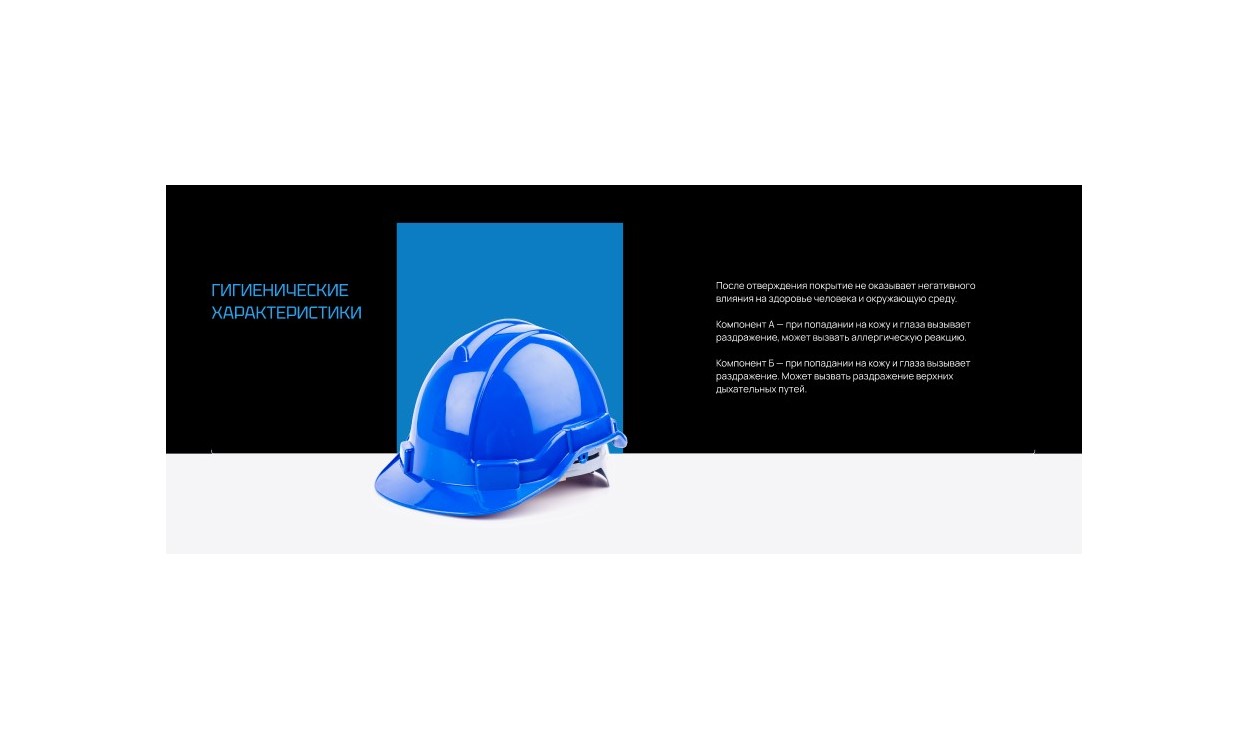 ГИГИЕНИЧЕСКИЕ
ХАРАКТЕРИСТИКИ
После отверждения покрытие не оказывает негативного
влияния на здоровье человека и окружающую среду.
Компонент А — при попадании на кожу и глаза вызывает
раздражение, может вызвать аллергическую реакцию.
Компонент Б — при попадании на кожу и глаза вызывает
раздражение. Может вызвать раздражение верхних
дыхательных путей.